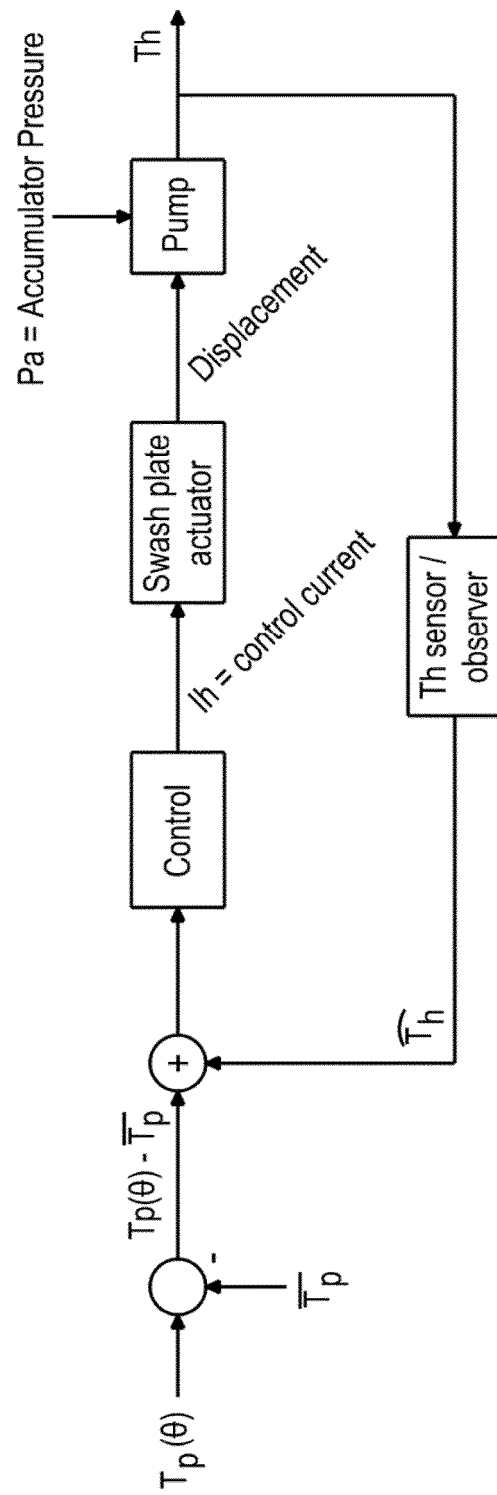 Tp(θ)
T̅p
-
Tp(θ) - T̅p
+
Control
Ih = control current
Swash plate
actuator
Displacement
Pa = Accumulator Pressure
Pump
Th
Th sensor /
observer
T̂h